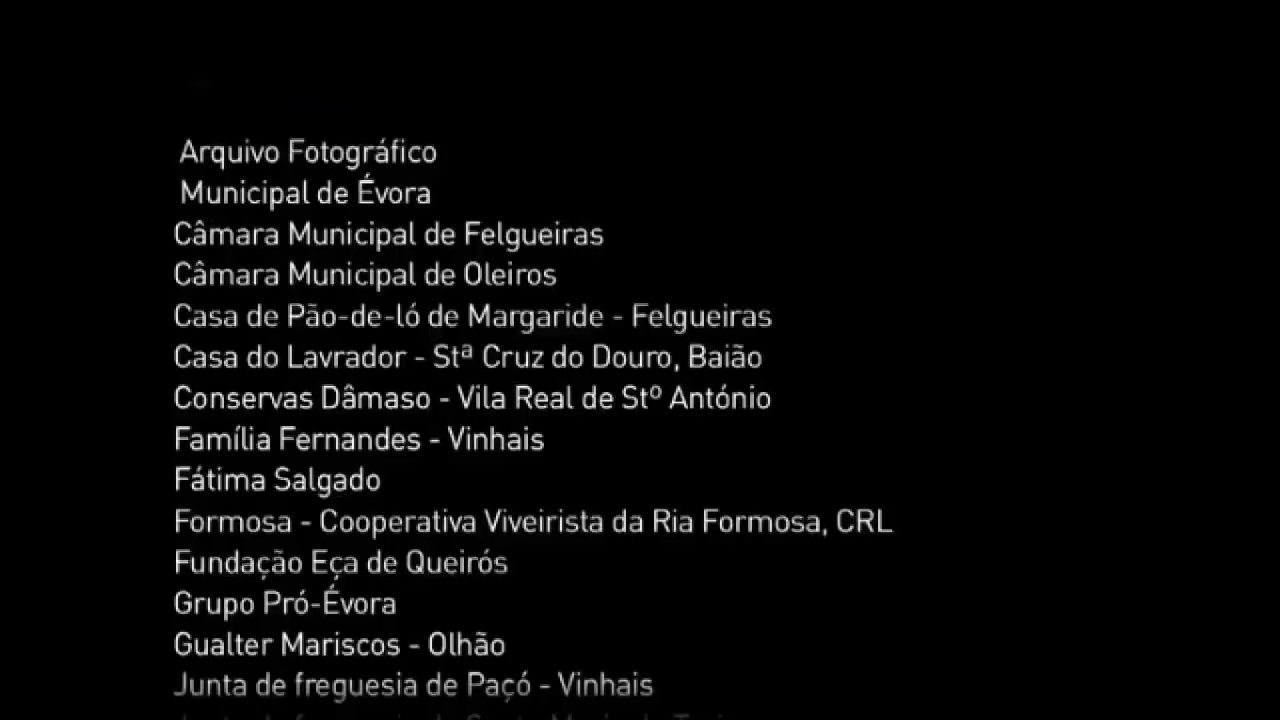 Arquivo Fotográfico
Municipal de Évora
Câmara Municipal de Felgueiras
Câmara Municipal de Oleiros
Casa de Pão-de-ló de Margaride - Felgueiras
Casa do Lavrador - Stª Cruz do Douro, Baião
Conservas Dâmaso - Vila Real de Stº António
Família Fernandes - Vinhais
Fátima Salgado
Formosa - Cooperativa Viveirista da Ria Formosa, CRL
Fundação Eça de Queirós
Grupo Pró-Évora
Gualter Mariscos - Olhão
Junta de freguesia de Paçó - Vinhais